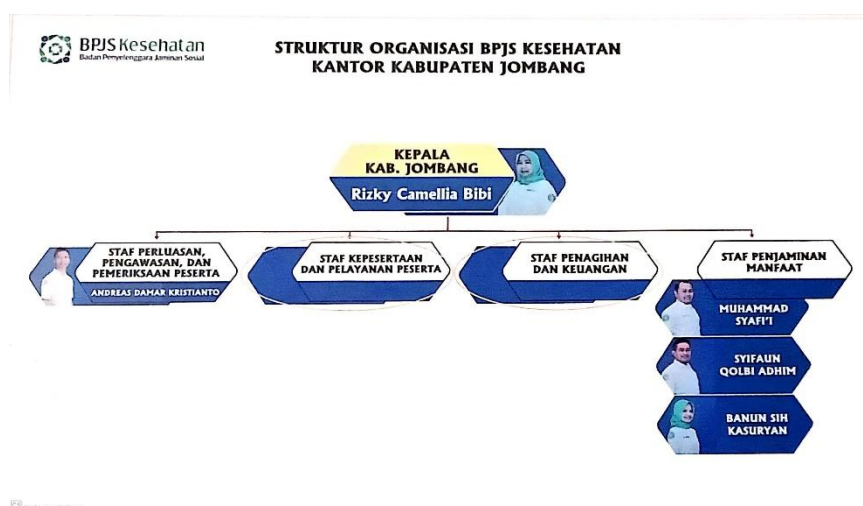 BPJS Kesehatan
Badan Penyelenggara Jaminan Sosial
STRUKTUR ORGANISASI BPJS KESEHATAN
KANTOR KABUPATEN JOMBANG
KEPALA
KAB. JOMBANG
Rizky Camellia Bibi
STAF PERLUASAN,
PENGAWASAN, DAN
PEMERIKSAAN PESERTA
ANDREAS DAMAR KRISTIANTO
STAF KEPESERTAAN
DAN PELAYANAN PESERTA
STAF PENAGIHAN
DAN KEUANGAN
STAF PENJAMINAN
MANFAAT
MUHAMMAD
SYAFI'I
SYIFAUN
QOLBI ADHIM
BANUN SIH
KASURYAN